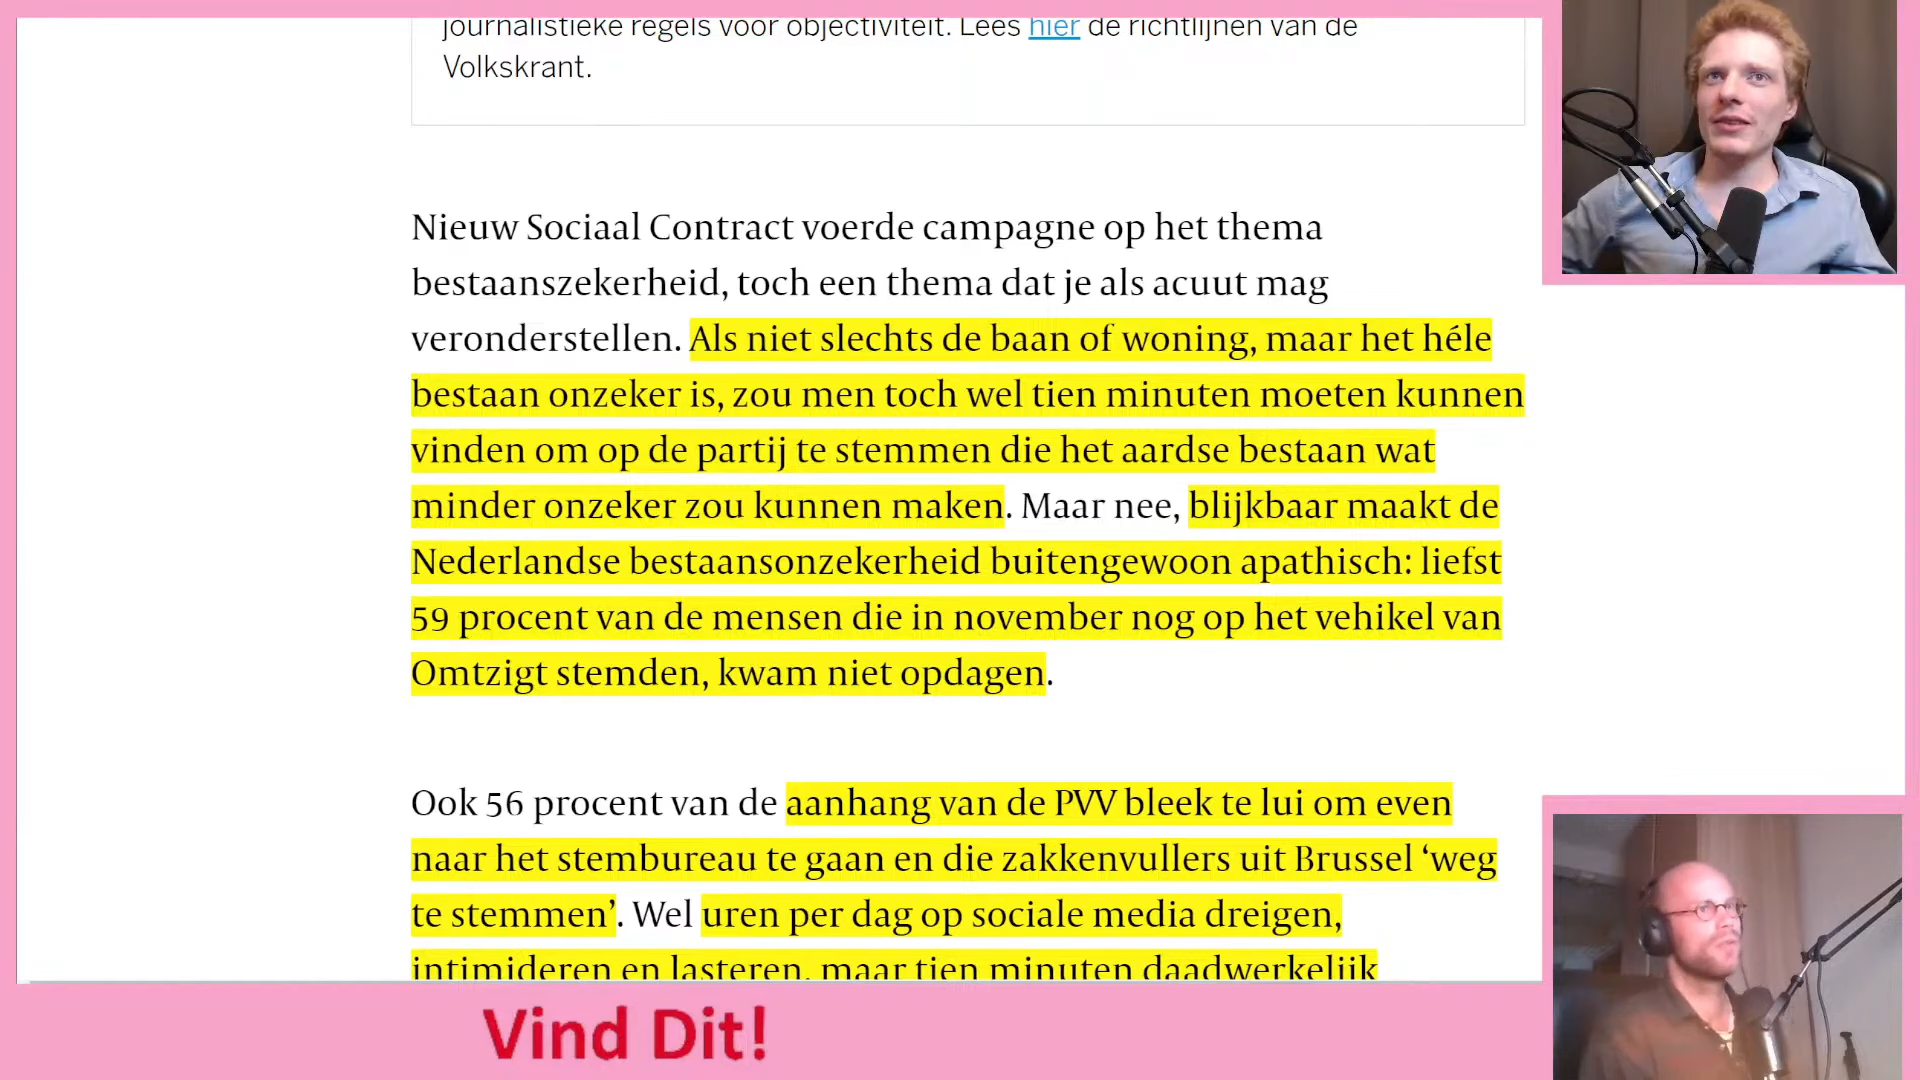 journalistieke regels voor objectiviteit. Lees hier de richtlijnen van de
Volkskrant.
Nieuw Sociaal Contract voerde campagne op het thema
bestaanszekerheid, toch een thema dat je als acuut mag
veronderstellen. Als niet slechts de baan of woning, maar het héle
bestaan onzeker is, zou men toch wel tien minuten moeten kunnen
vinden om op de partij te stemmen die het aardse bestaan wat
minder onzeker zou kunnen maken. Maar nee, blijkbaar maakt de
Nederlandse bestaansonzekerheid buitengewoon apathisch: liefst
59 procent van de mensen die in november nog op het vehikel van
Omtzigt stemden, kwam niet opdagen.
Ook 56 procent van de aanhang van de PVV bleek te lui om even
naar het stembureau te gaan en die zakkenvullers uit Brussel ‘weg
te stemmen’. Wel uren per dag op sociale media dreigen,
intimideren en lasteren, maar tien minuten daadwerkelijk
Vind Dit!